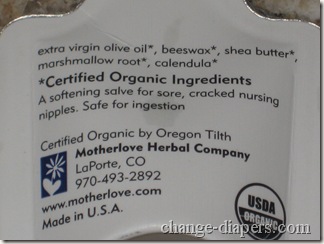 extra virgin olive oil*, beeswax*, shea butter*,
marshmallow root*, calendula*
*Certified Organic Ingredients
A softening salve for sore, cracked nursing
nipples. Safe for ingestion
Certified Organic by Oregon Tilth
Motherlove Herbal Company
LaPorte, CO
970-493-2892
www.motherlove.com
Made in U.S.A.
USDA
ORGANIC
change-diapers.com